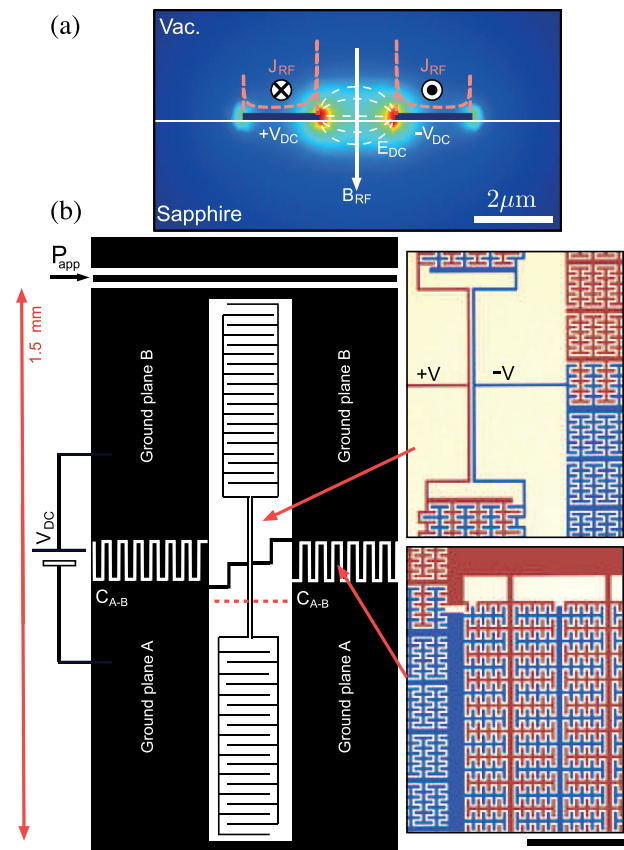 (a)
Vac.
J_RF
J_RF
+V_DC
-V_DC
E_DC
B_RF
2μm
Sapphire
(b)
P_app
1.5 mm
Ground plane B
Ground plane B
+V
-V
V_DC
C_A-B
C_A-B
Ground plane A
Ground plane A